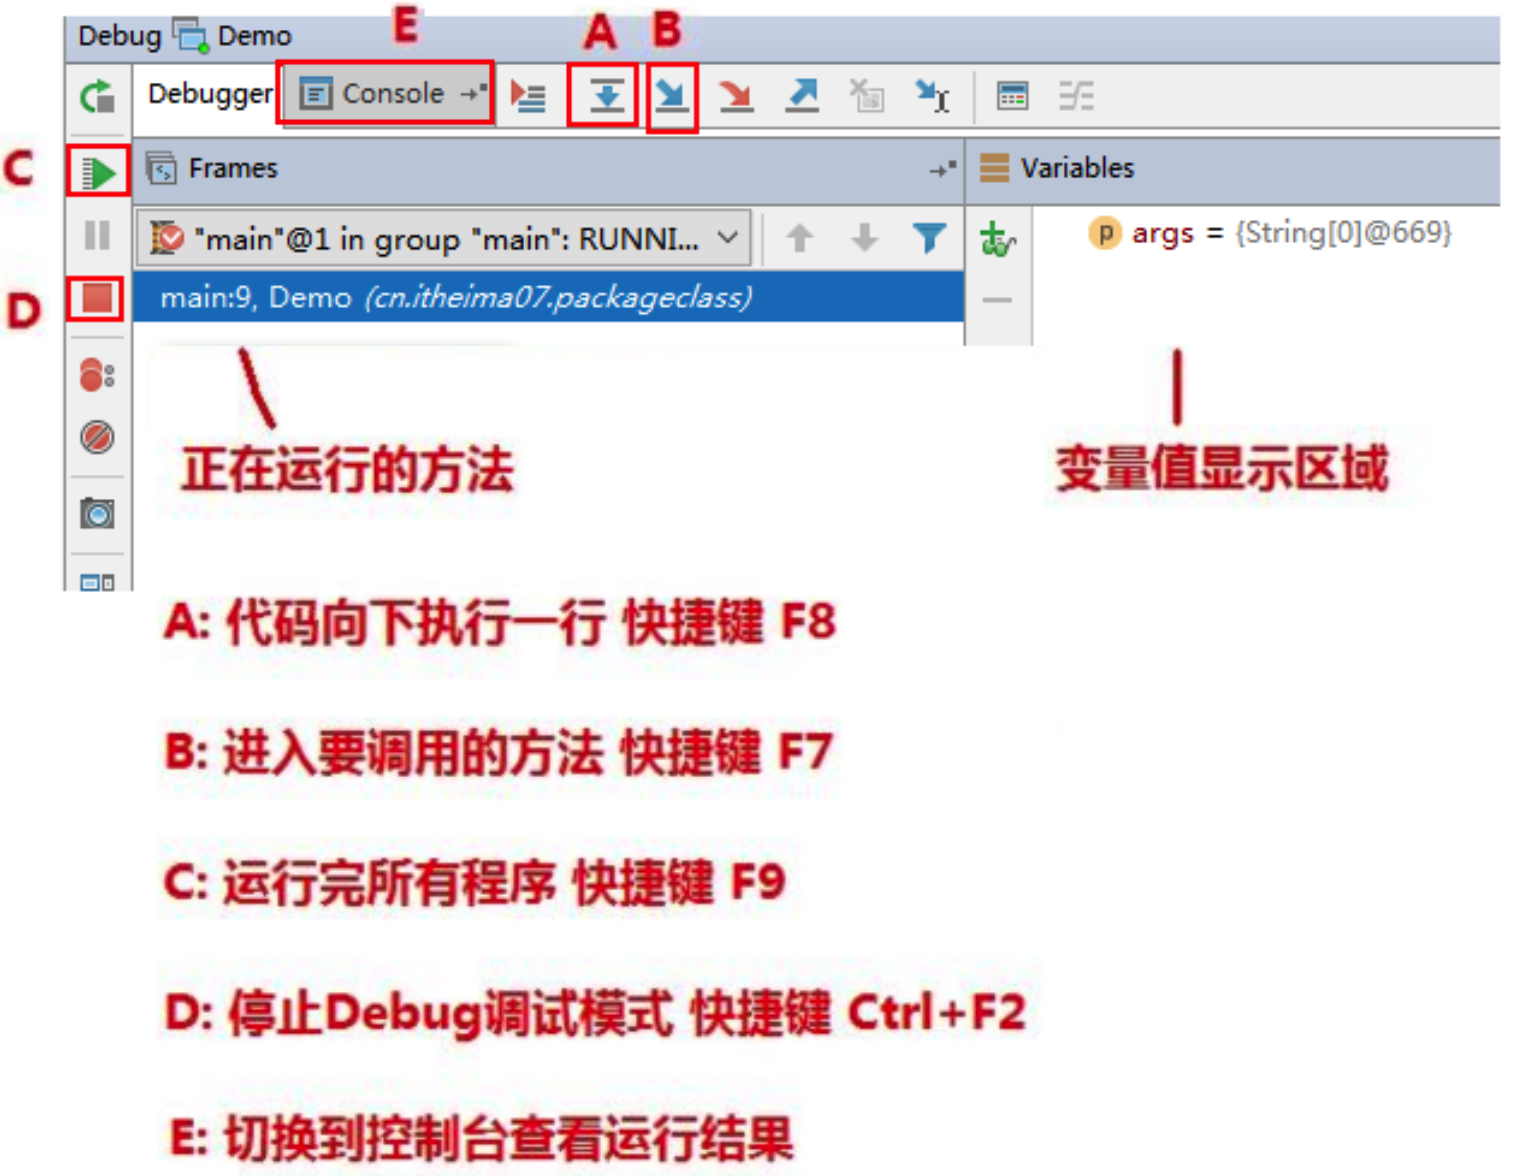 E
A
B
Debug Demo
Debugger Console
C
Frames
Variables
"main"@1 in group "main": RUNNI...
p args = {String[0]@669}
D
main:9, Demo (cn.itheima07.packageclass)
正在运行的方法
变量值显示区域
A: 代码向下执行一行 快捷键 F8
B: 进入要调用的方法 快捷键 F7
C: 运行完所有程序 快捷键 F9
D: 停止Debug调试模式 快捷键 Ctrl+F2
E: 切换到控制台查看运行结果